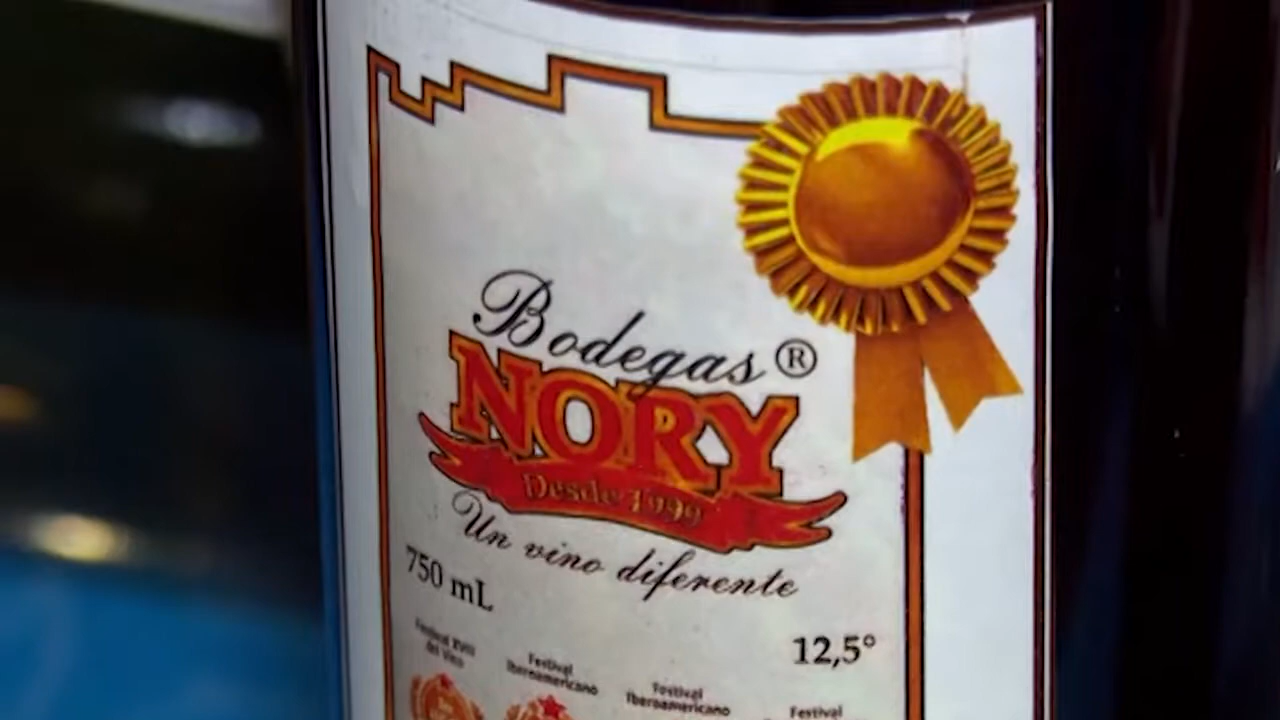 Bodegas ®
NORY
Desde 1999
Un vino diferente
750 mL
12,5°
Festival XVIII
del Vino
Festival
Iberoamericano
Festival
Iberoamericano
Festival